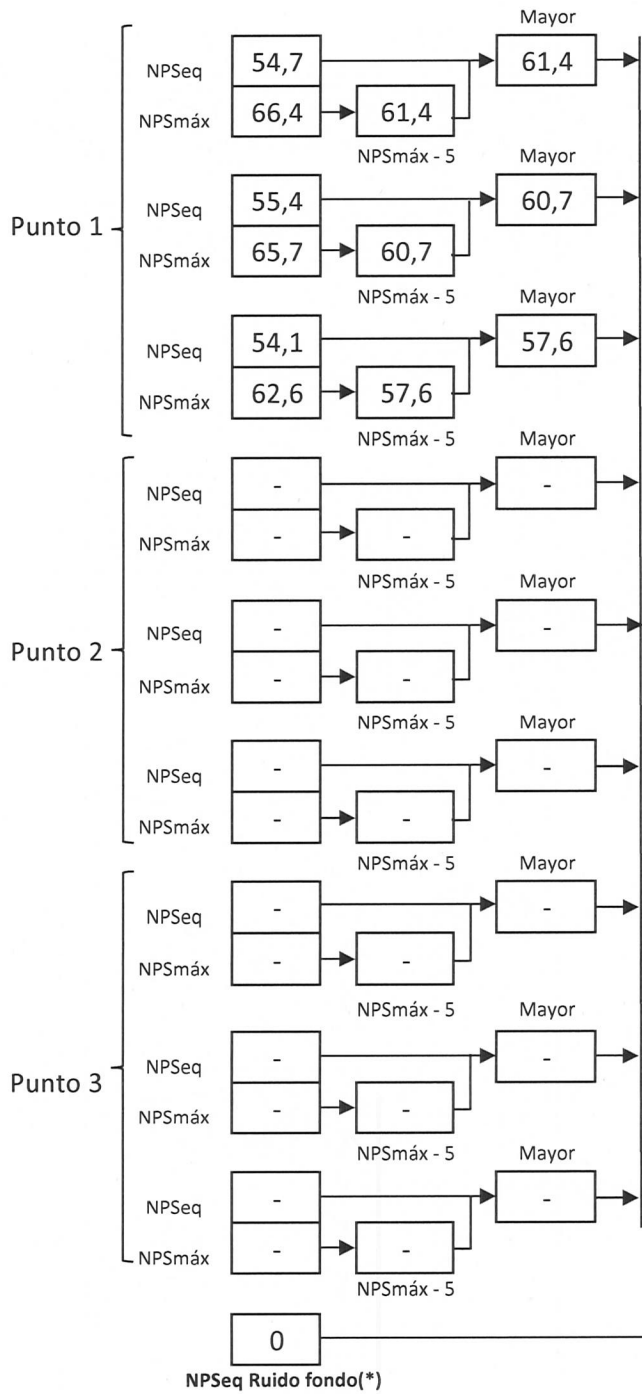 Mayor
NPSeq 54,7 61,4
NPSmáx 66,4 61,4
NPSmáx - 5
Mayor
Punto 1
NPSeq 55,4 60,7
NPSmáx 65,7 60,7
NPSmáx - 5
Mayor
NPSeq 54,1 57,6
NPSmáx 62,6 57,6
NPSmáx - 5
Mayor
NPSeq - -
NPSmáx - -
NPSmáx - 5
Mayor
Punto 2
NPSeq - -
NPSmáx - -
NPSmáx - 5
Mayor
NPSeq - -
NPSmáx - -
NPSmáx - 5
Mayor
NPSeq - -
NPSmáx - -
NPSmáx - 5
Mayor
Punto 3
NPSeq - -
NPSmáx - -
NPSmáx - 5
Mayor
NPSeq - -
NPSmáx - -
NPSmáx - 5
0
NPSeq Ruido fondo(*)